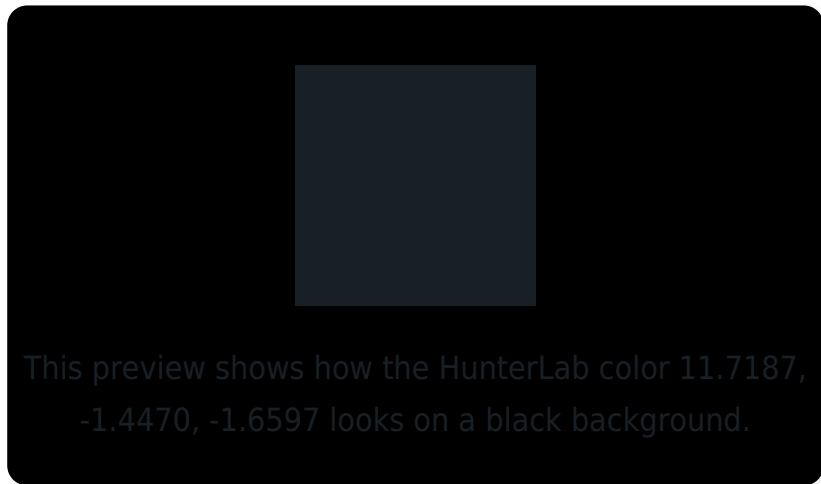 This preview shows how the HunterLab color 11.7187,
-1.4470, -1.6597 looks on a black background.